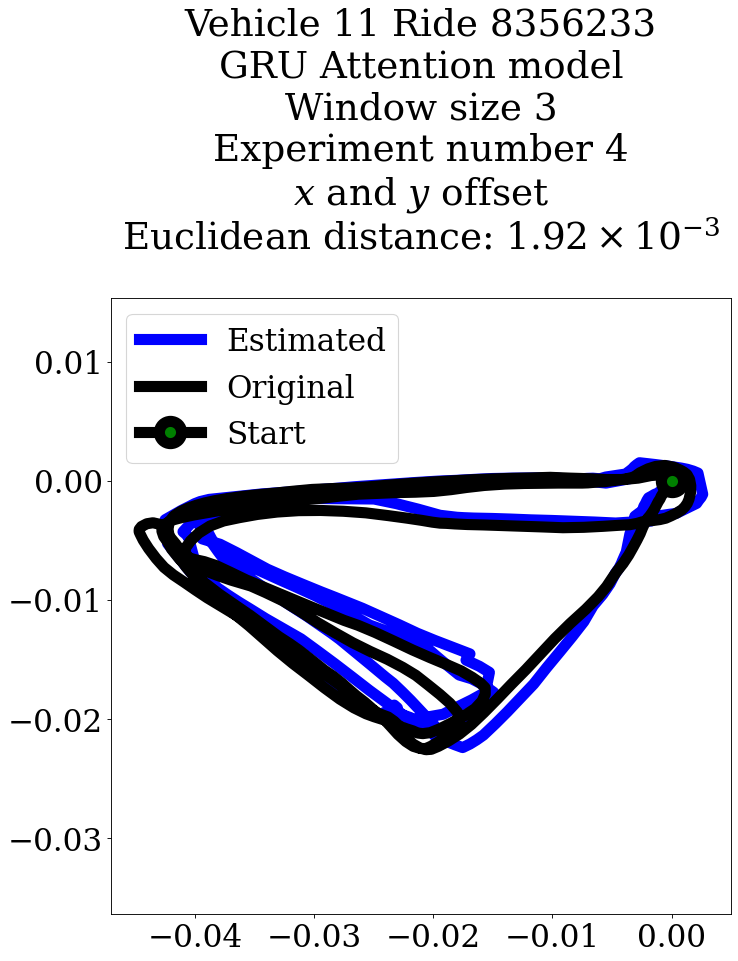 Vehicle 11 Ride 8356233
GRU Attention model
Window size 3
Experiment number 4
x and y offset
Euclidean distance: 1.92 × 10⁻³
Estimated
Original
Start
0.01
0.00
−0.01
−0.02
−0.03
−0.04 −0.03 −0.02 −0.01 0.00